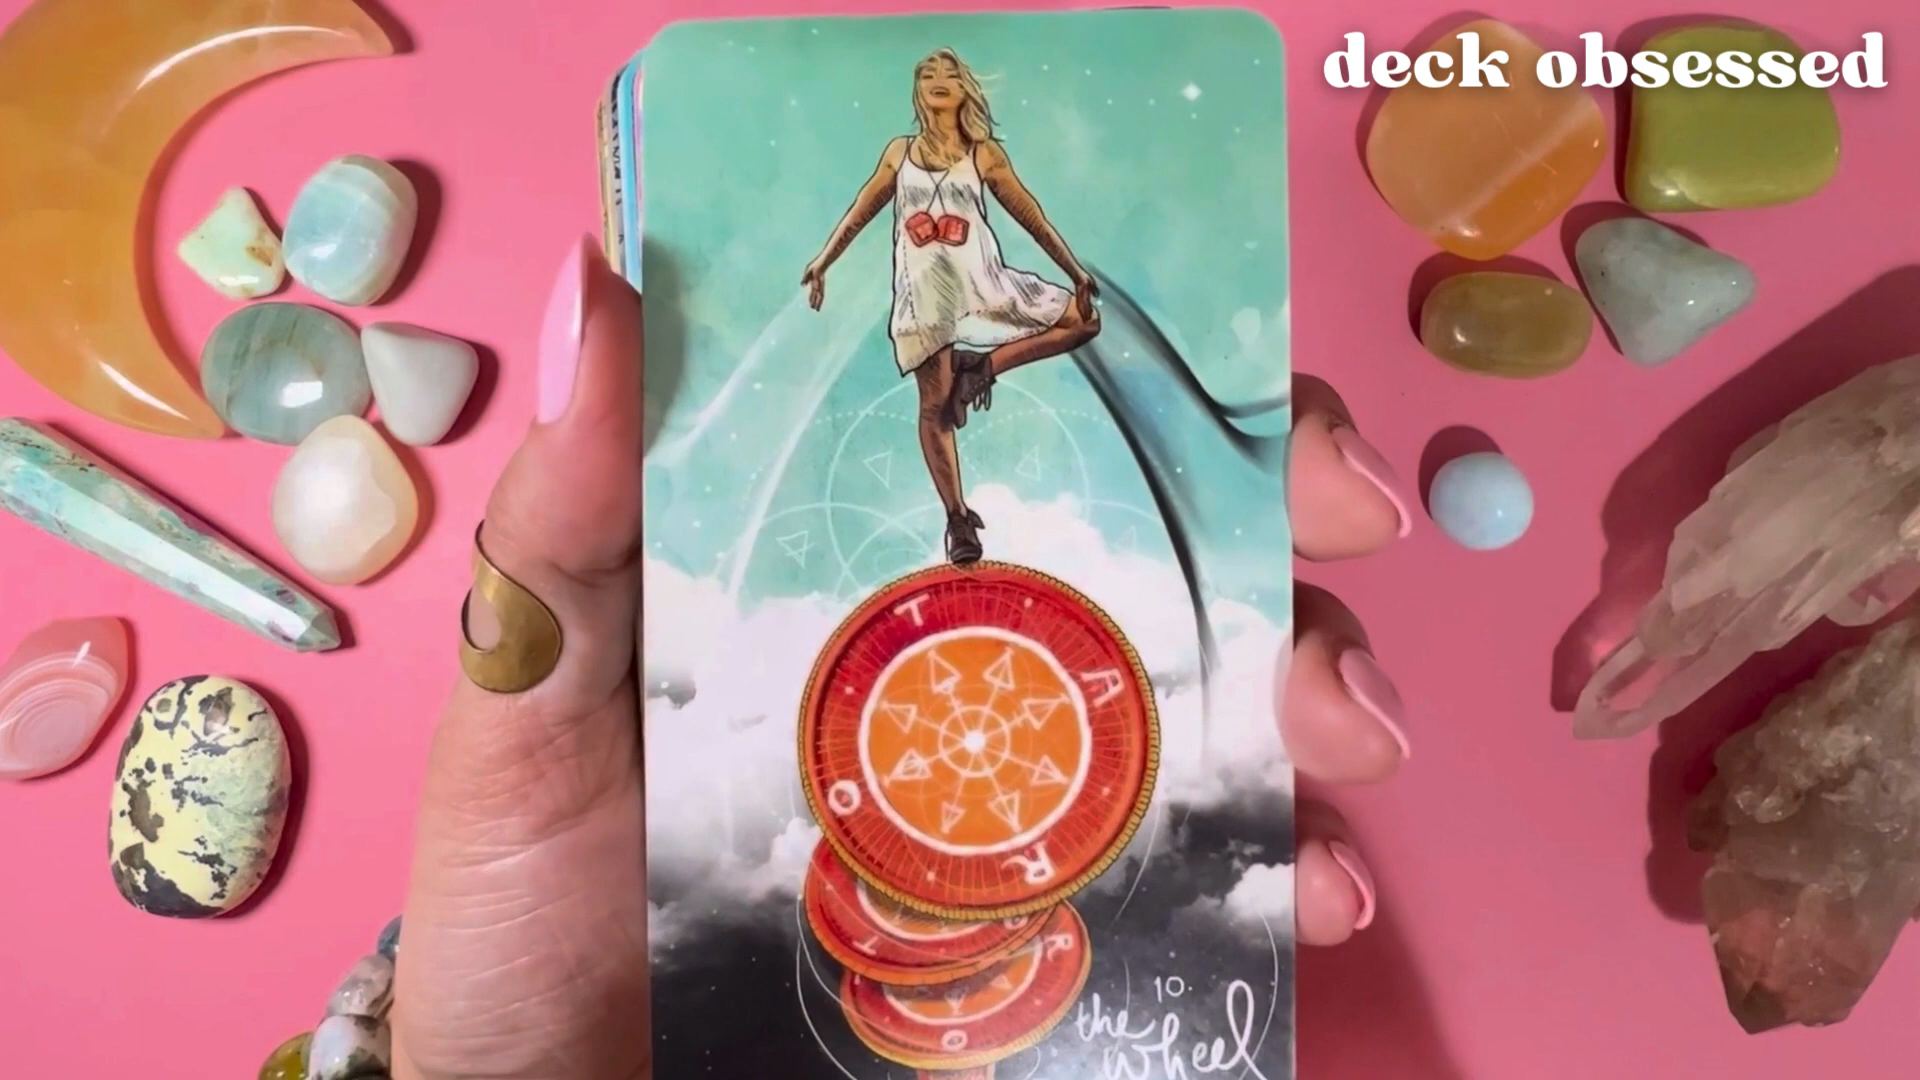 deck obsessed
T
A
O
R
T
O
R
O
10.
the
wheel